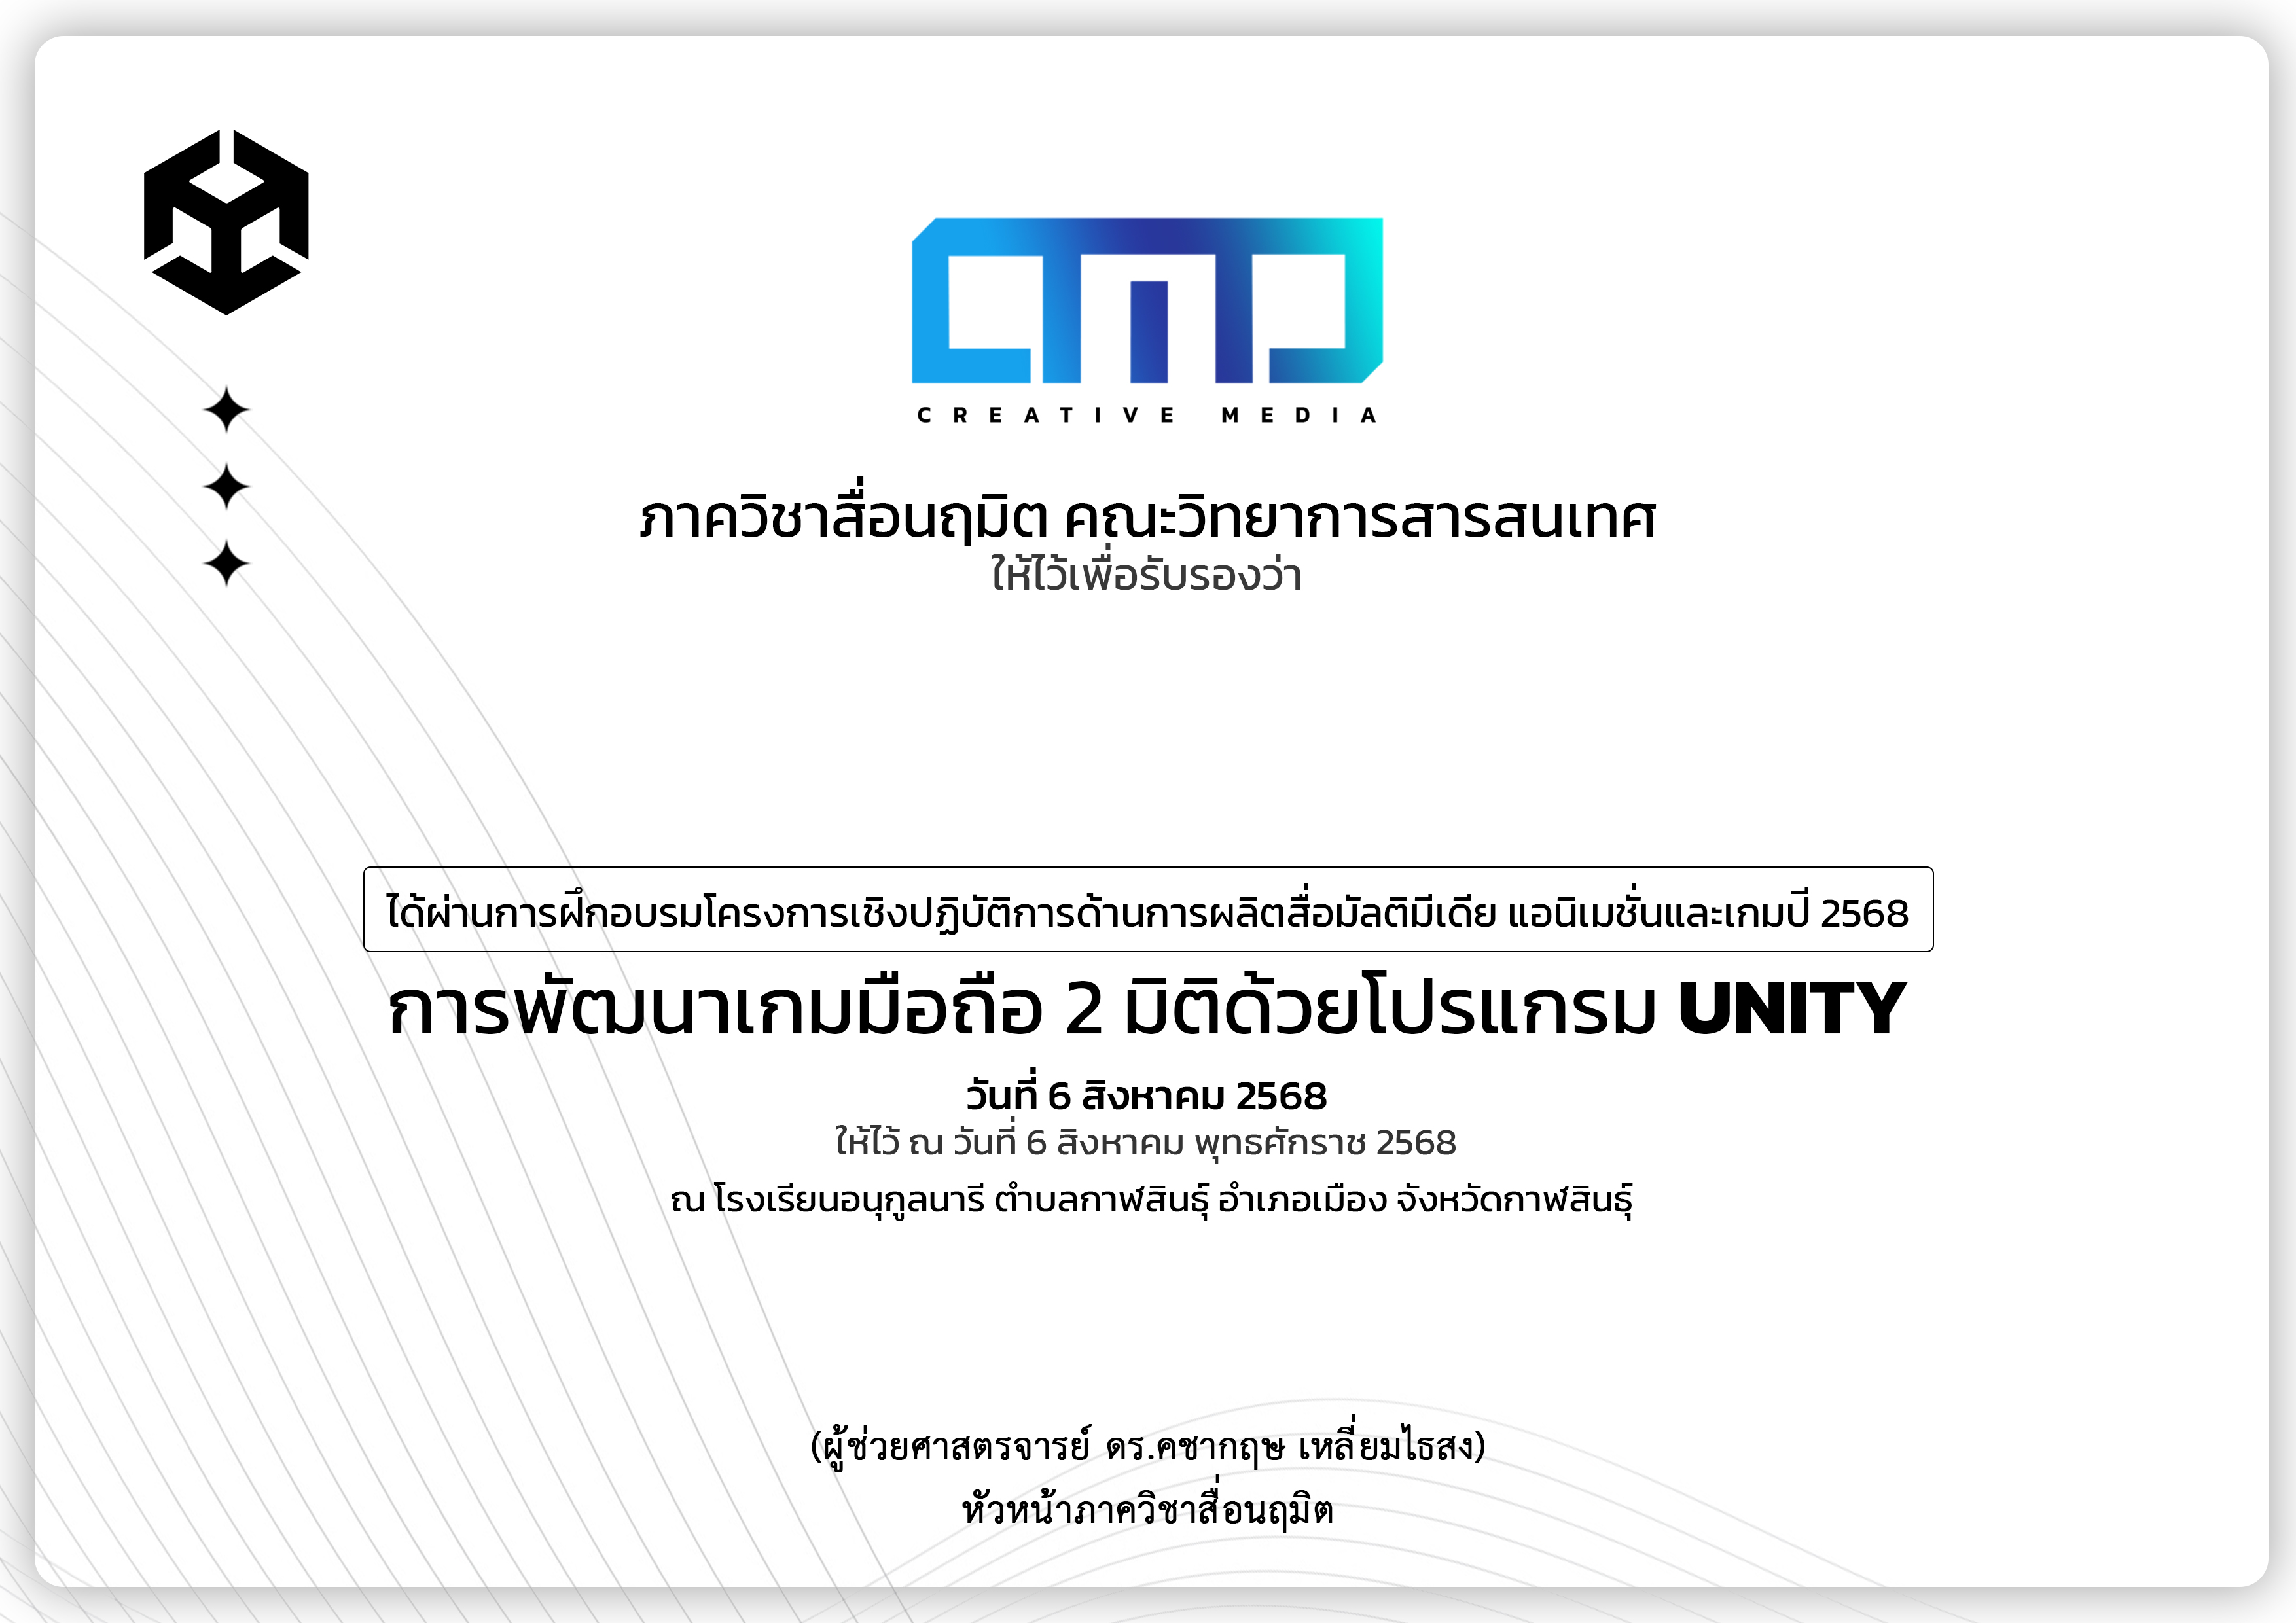 CMD
CREATIVE MEDIA
ภาควิชาสื่อนฤมิต คณะวิทยาการสารสนเทศ
ให้ไว้เพื่อรับรองว่า
ได้ผ่านการฝึกอบรมโครงการเชิงปฏิบัติการด้านการผลิตสื่อมัลติมีเดีย แอนิเมชั่นและเกมปี 2568
การพัฒนาเกมมือถือ 2 มิติด้วยโปรแกรม UNITY
วันที่ 6 สิงหาคม 2568
ให้ไว้ ณ วันที่ 6 สิงหาคม พุทธศักราช 2568
ณ โรงเรียนอนุกูลนารี ตำบลกาฬสินธุ์ อำเภอเมือง จังหวัดกาฬสินธุ์
(ผู้ช่วยศาสตรจารย์ ดร.คชากฤษ เหลี่ยมไธสง)
หัวหน้าภาควิชาสื่อนฤมิต